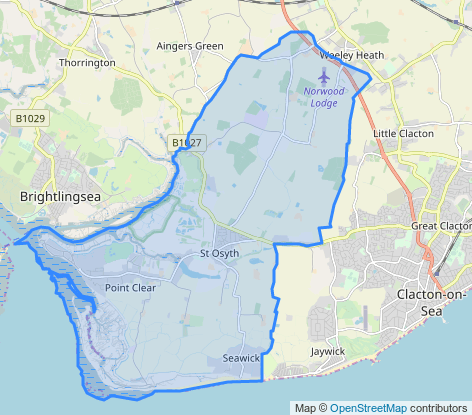 Aingers Green
Weeley Heath
Thorrington
Norwood
Lodge
B1029
Little Clacton
B1027
Brightlingsea
Great Clacton
St Osyth
Point Clear
Clacton-on-
Sea
Jaywick
Seawick
Map © OpenStreetMap contributors